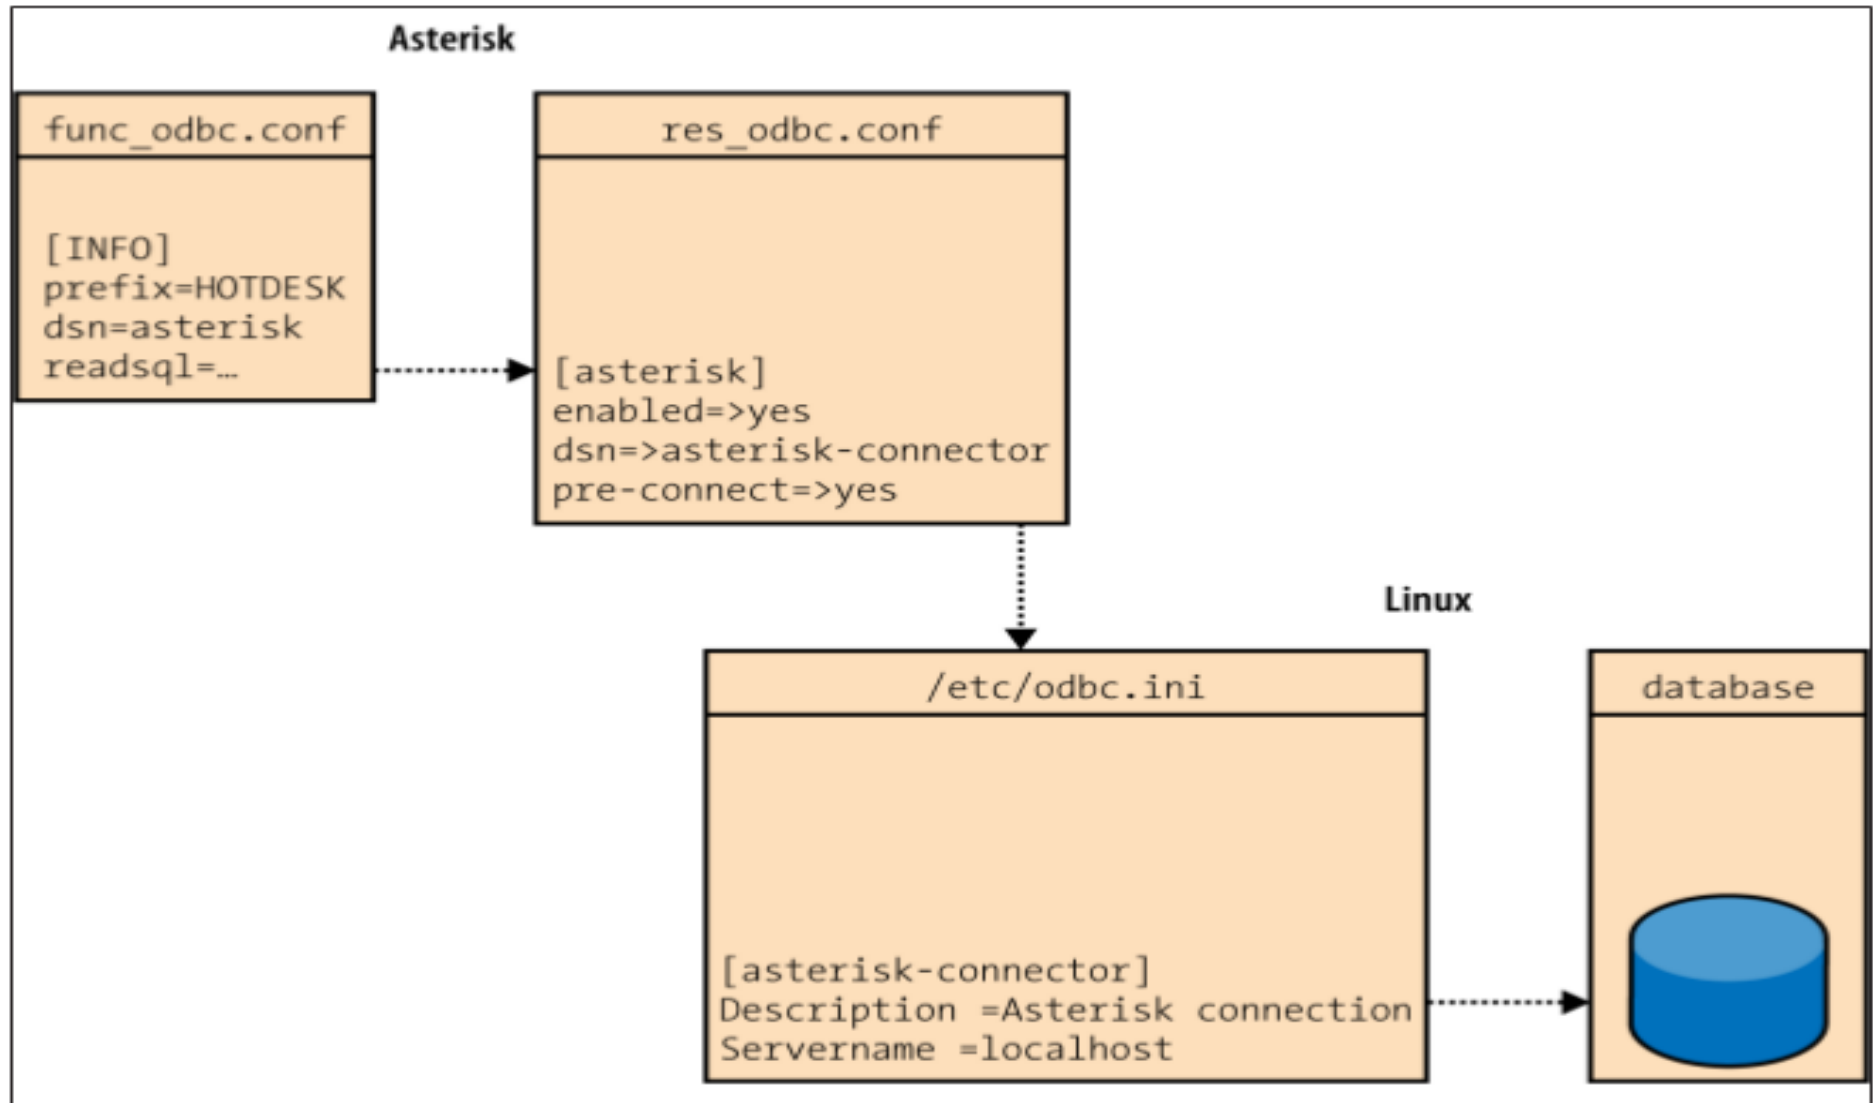 Asterisk
func_odbc.conf
[INFO]
prefix=HOTDESK
dsn=asterisk
readsql=…
res_odbc.conf
[asterisk]
enabled=>yes
dsn=>asterisk-connector
pre-connect=>yes
Linux
/etc/odbc.ini
[asterisk-connector]
Description =Asterisk connection
Servername =localhost
database